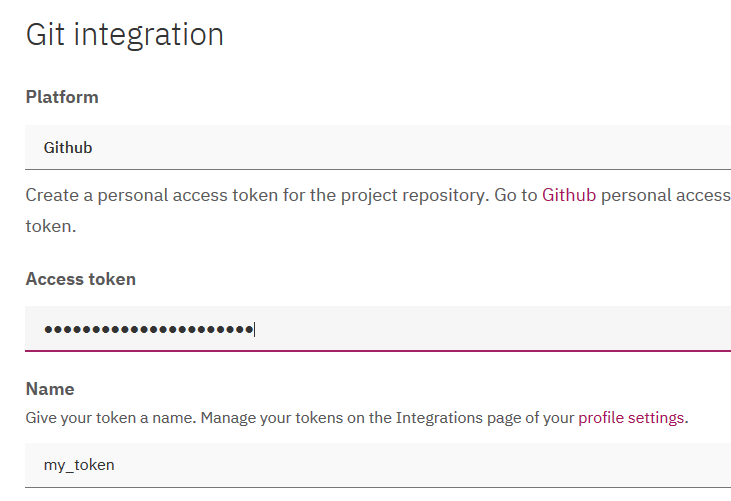 Git integration
Platform
Github
Create a personal access token for the project repository. Go to Github personal access
token.
Access token
●●●●●●●●●●●●●●●●●●●●●●
Name
Give your token a name. Manage your tokens on the Integrations page of your profile settings.
my_token